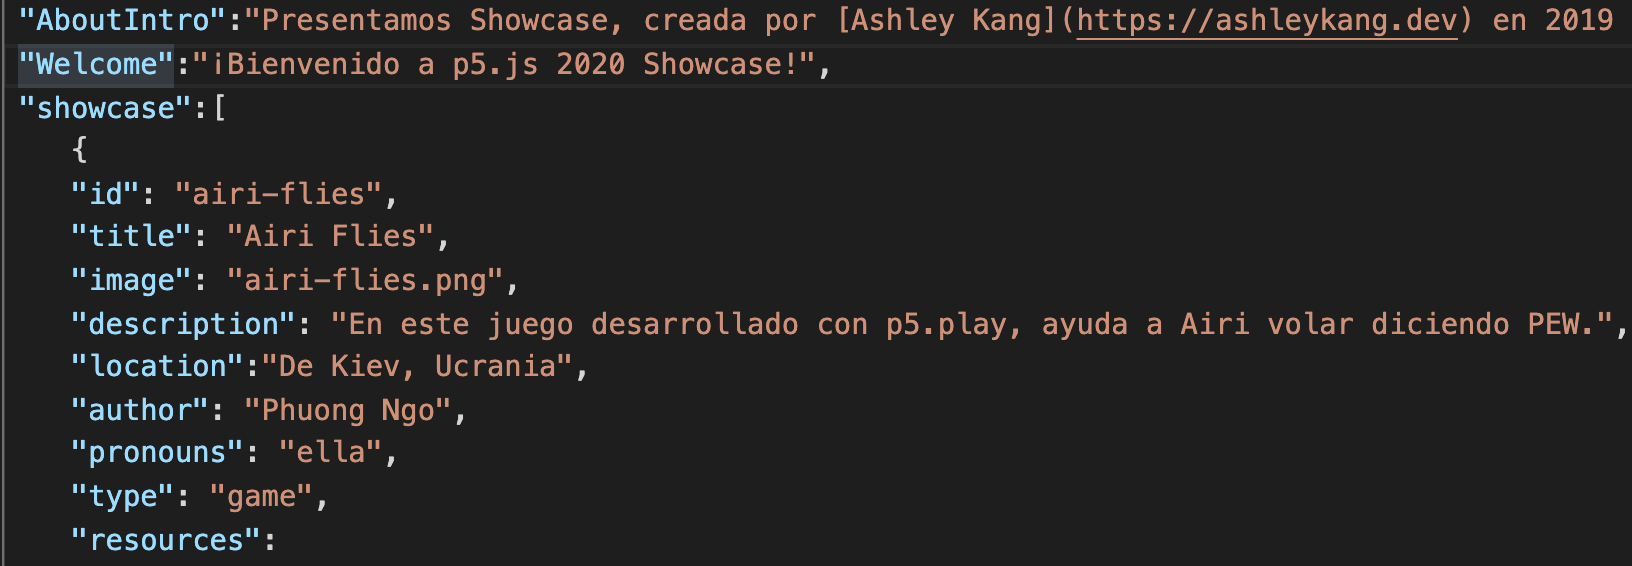 "AboutIntro":"Presentamos Showcase, creada por [Ashley Kang](https://ashleykang.dev) en 2019
"Welcome":"¡Bienvenido a p5.js 2020 Showcase!",
"showcase":[
{
"id": "airi-flies",
"title": "Airi Flies",
"image": "airi-flies.png",
"description": "En este juego desarrollado con p5.play, ayuda a Airi volar diciendo PEW.",
"location":"De Kiev, Ucrania",
"author": "Phuong Ngo",
"pronouns": "ella",
"type": "game",
"resources":